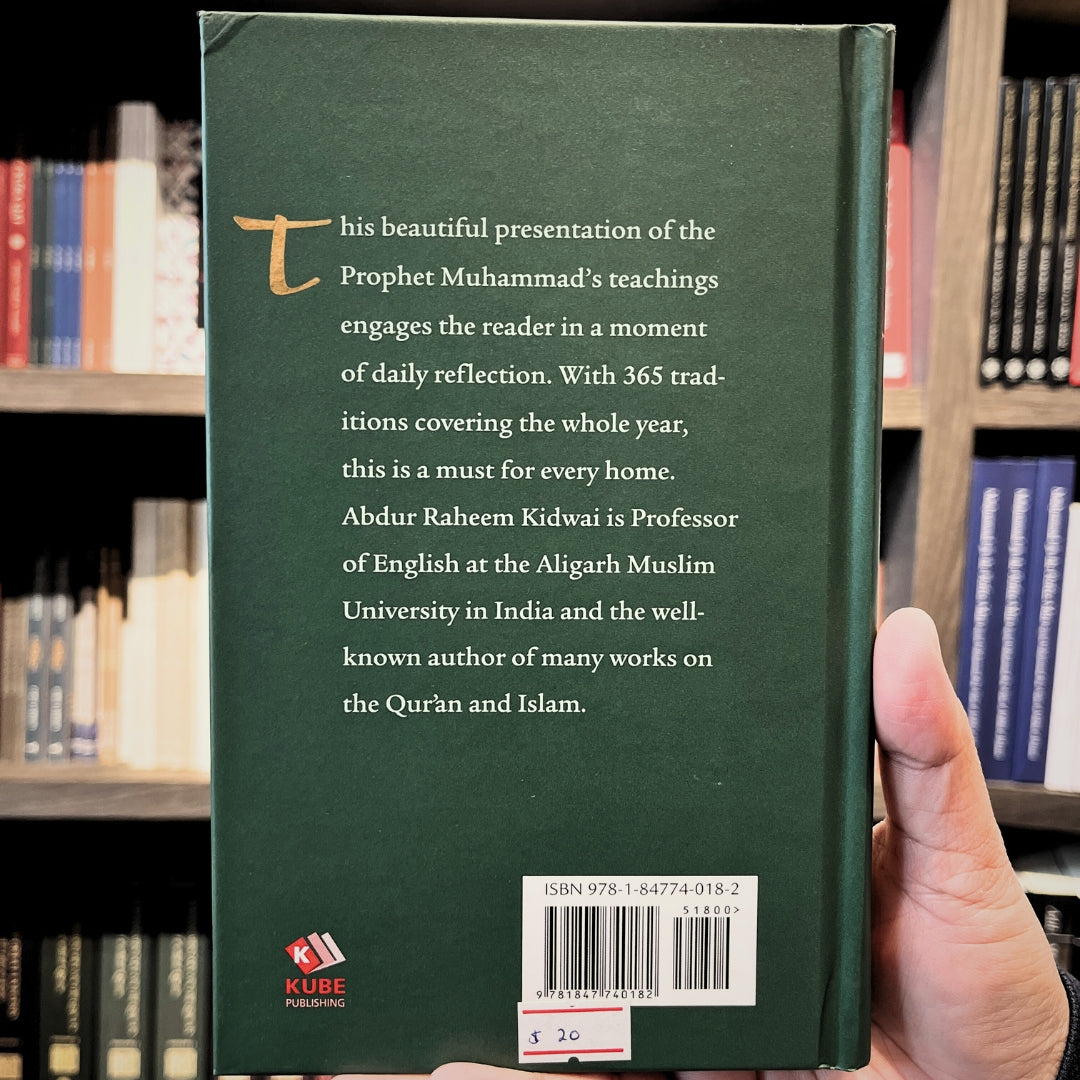 This beautiful presentation of the
Prophet Muhammad's teachings
engages the reader in a moment
of daily reflection. With 365 trad-
itions covering the whole year,
this is a must for every home.
Abdur Raheem Kidwai is Professor
of English at the Aligarh Muslim
University in India and the well-
known author of many works on
the Qur'an and Islam.
ISBN 978-1-84774-018-2
51800>
9 781847 740182
K
KUBE
PUBLISHING
$ 20